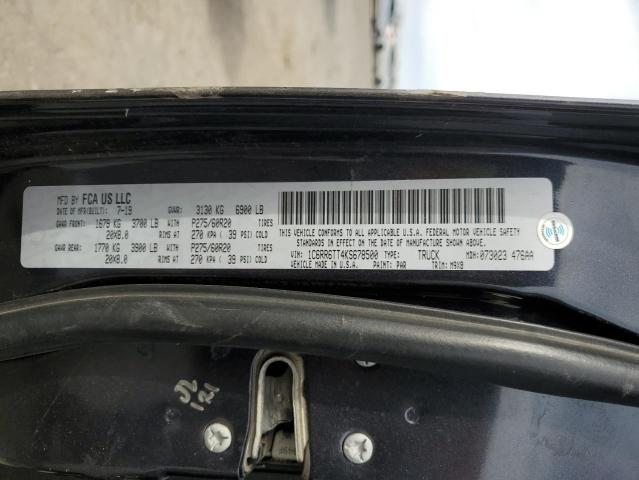 MFD BY FCA US LLC
DATE OF MFR(BUILT): 7-19 GVWR: 3130 KG 6900 LB
GAWR FRONT: 1679 KG 3700 LB WITH P275/60R20 TIRES
20X8.0 RIMS AT 270 KPA ( 39 PSI) COLD
GAWR REAR: 1770 KG 3900 LB WITH P275/60R20 TIRES
20X8.0 RIMS AT 270 KPA ( 39 PSI) COLD
THIS VEHICLE CONFORMS TO ALL APPLICABLE U.S.A. FEDERAL MOTOR VEHICLE SAFETY
STANDARDS IN EFFECT ON THE DATE OF MANUFACTURE SHOWN ABOVE.
VIN: 1C6RR6TT4KS678500 TYPE: TRUCK MDH: 073023 476AA
VEHICLE MADE IN U.S.A. PAINT: PAR TRIM: M9X8
121